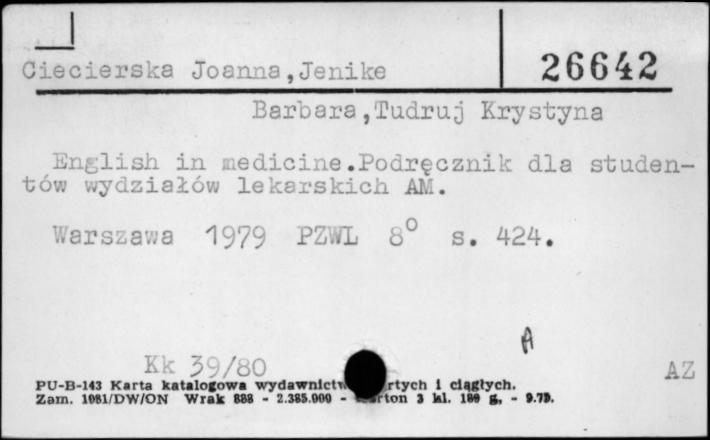 26642
Ciecierska Joanna,Jenike
Barbara,Tudruj Krystyna
English in medicine.Podręcznik dla studen-
tów wydziałów lekarskich AM.
Warszawa 1979 PZWL 8° s. 424.
A
Kk 39/80
AZ
PU-B-143 Karta katalogowa wydawnictw rtych i ciągłych.
Zam. 1081/DW/ON Wrak 888 - 2.385.000 - rton 3 kl. 180 g, - 9.79.